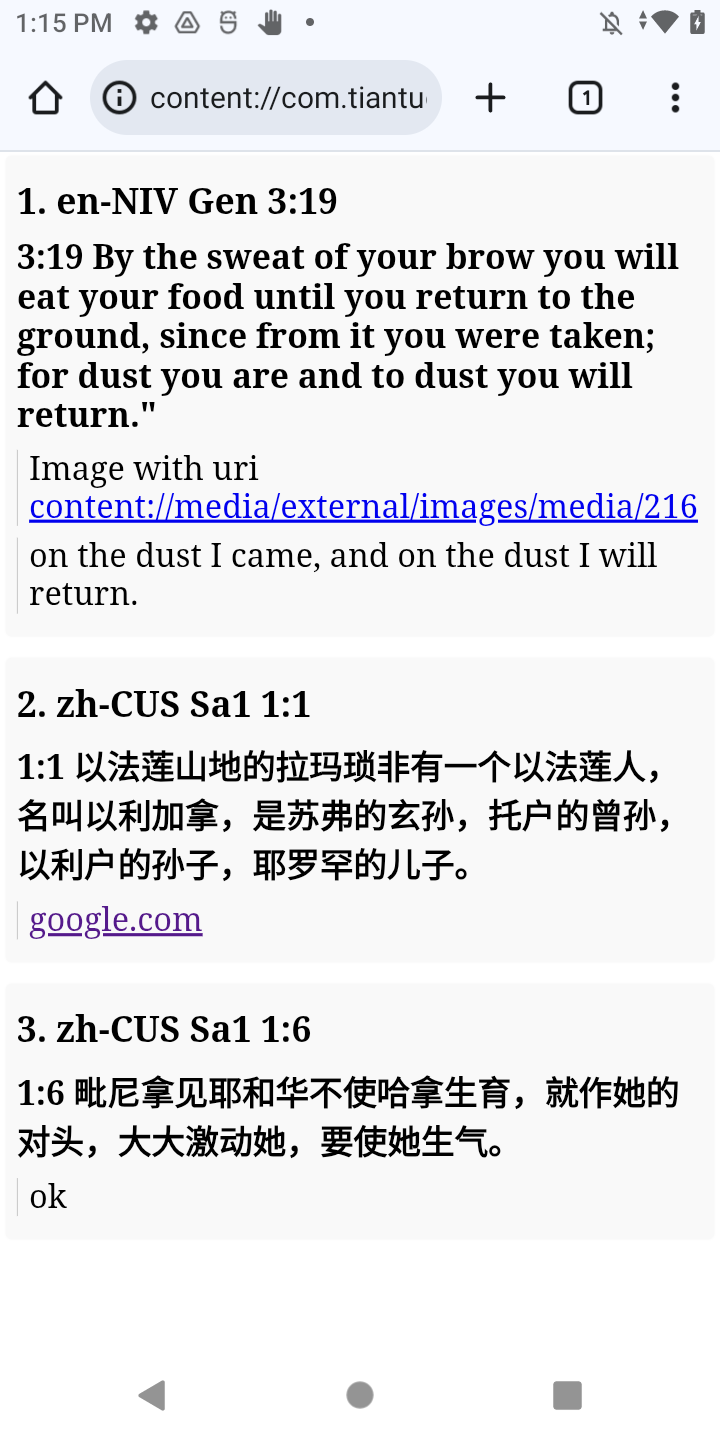 1:15 PM
content://com.tiantu
1
1. en-NIV Gen 3:19
3:19 By the sweat of your brow you will
eat your food until you return to the
ground, since from it you were taken;
for dust you are and to dust you will
return."
Image with uri
content://media/external/images/media/216
on the dust I came, and on the dust I will
return.
2. zh-CUS Sa1 1:1
1:1 以法莲山地的拉玛琐非有一个以法莲人，
名叫以利加拿，是苏弗的玄孙，托户的曾孙，
以利户的孙子，耶罗罕的儿子。
google.com
3. zh-CUS Sa1 1:6
1:6 毗尼拿见耶和华不使哈拿生育，就作她的
对头，大大激动她，要使她生气。
ok